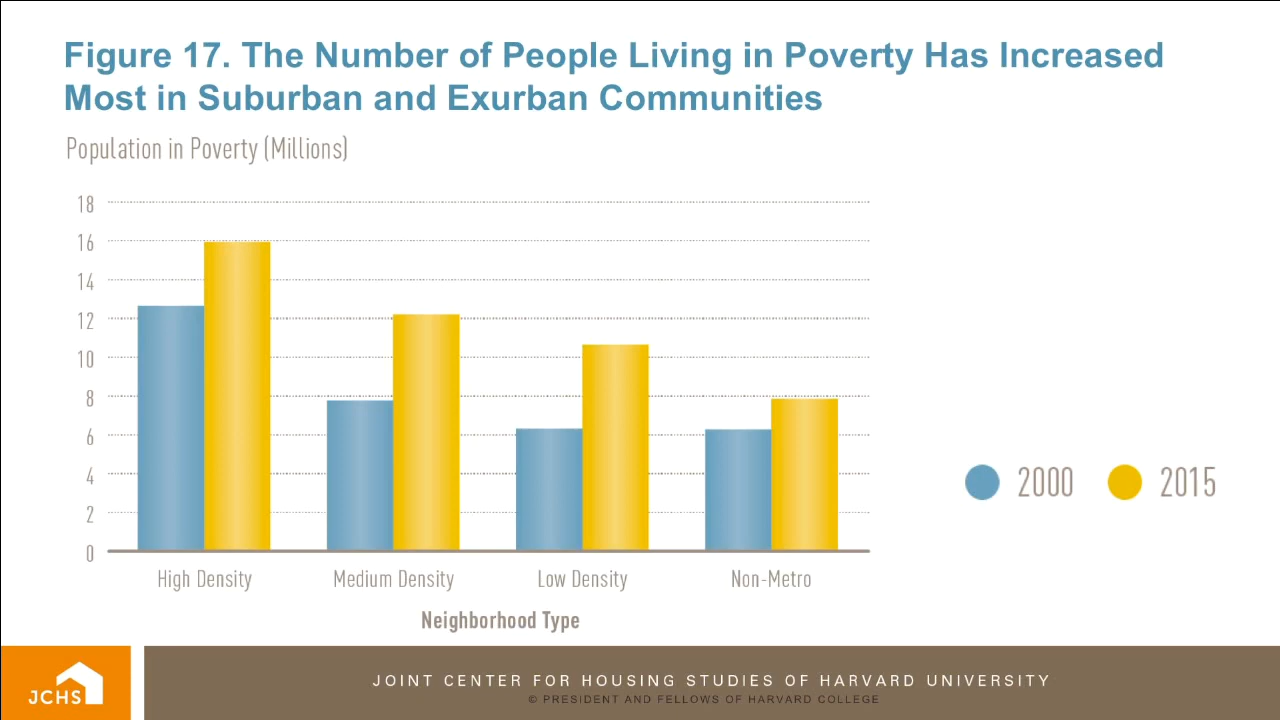 Figure 17. The Number of People Living in Poverty Has Increased
Most in Suburban and Exurban Communities
Population in Poverty (Millions)
18
16
14
12
10
8
6
4
2
0
High Density Medium Density Low Density Non-Metro
Neighborhood Type
2000 2015
JCHS
JOINT CENTER FOR HOUSING STUDIES OF HARVARD UNIVERSITY
© PRESIDENT AND FELLOWS OF HARVARD COLLEGE